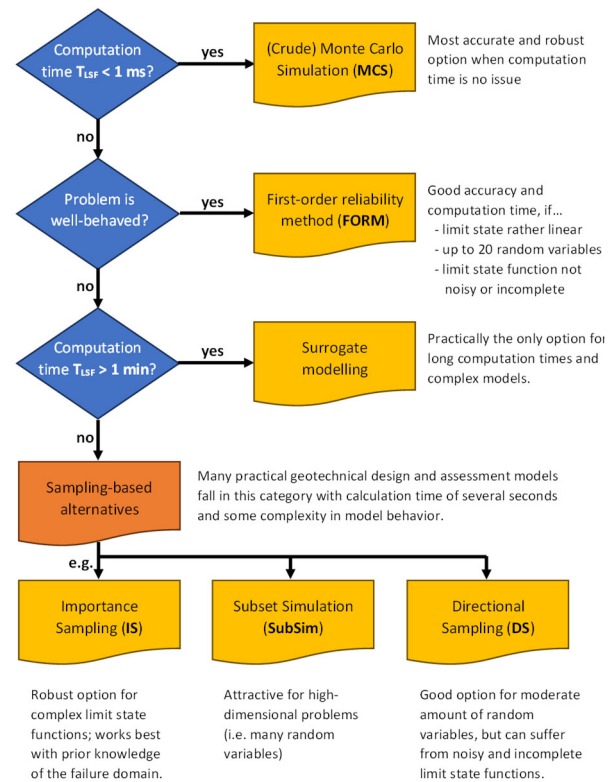 Computation
time T_LSF < 1 ms?
yes
(Crude) Monte Carlo
Simulation (MCS)
Most accurate and robust
option when computation
time is no issue
no
Problem is
well-behaved?
yes
First-order reliability
method (FORM)
Good accuracy and
computation time, if...
- limit state rather linear
- up to 20 random variables
- limit state function not
noisy or incomplete
no
Computation
time T_LSF > 1 min?
yes
Surrogate
modelling
Practically the only option for
long computation times and
complex models.
no
Sampling-based
alternatives
Many practical geotechnical design and assessment models
fall in this category with calculation time of several seconds
and some complexity in model behavior.
e.g.
Importance
Sampling (IS)
Subset Simulation
(SubSim)
Directional
Sampling (DS)
Robust option for
complex limit state
functions; works best
with prior knowledge
of the failure domain.
Attractive for high-
dimensional problems
(i.e. many random
variables)
Good option for moderate
amount of random
variables, but can suffer
from noisy and incomplete
limit state functions.